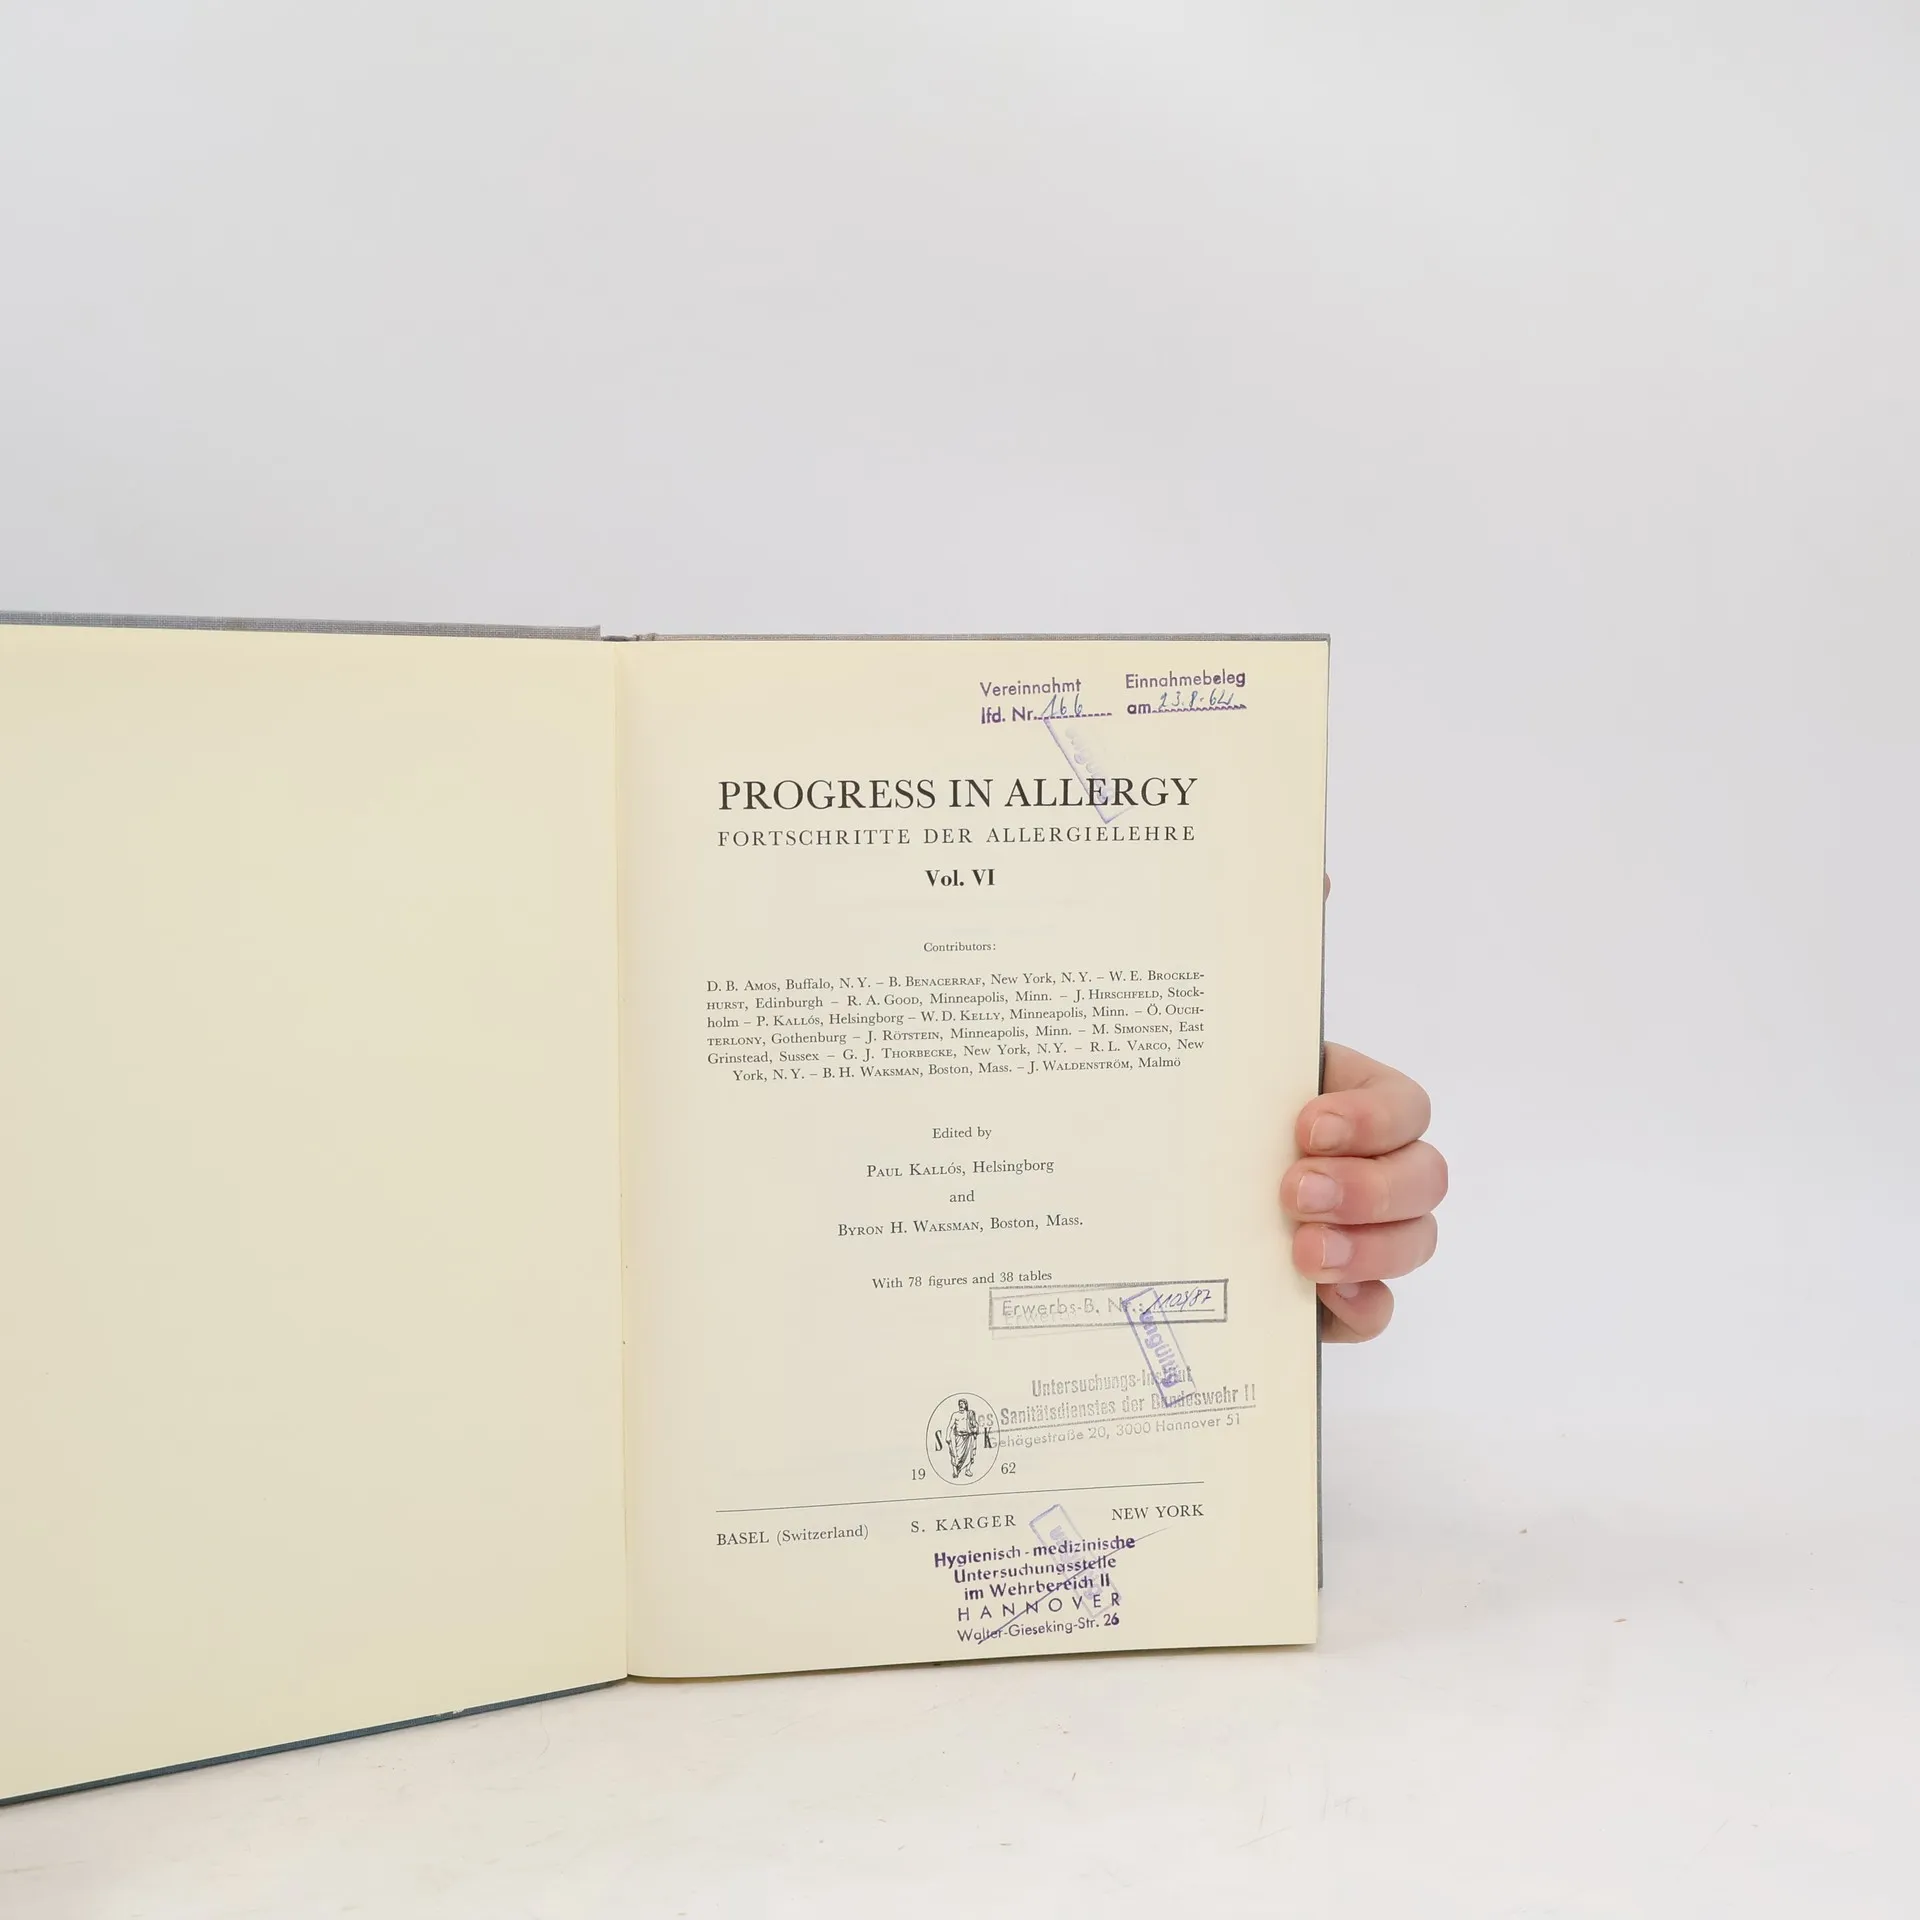 Vereinnahmt Einnahmebeleg
lfd. Nr. 166 am 23.8.62
PROGRESS IN ALLERGY
FORTSCHRITTE DER ALLERGIELEHRE
Vol. VI
Contributors:
D. B. AMOS, Buffalo, N. Y. – B. BENACERRAF, New York, N. Y. – W. E. BROCKLE-
HURST, Edinburgh – R. A. GOOD, Minneapolis, Minn. – J. HIRSCHFELD, Stock-
holm – P. KALLÓS, Helsingborg – W. D. KELLY, Minneapolis, Minn. – Ö. OUCH-
TERLONY, Gothenburg – J. RÖTSTEIN, Minneapolis, Minn. – M. SIMONSEN, East
Grinstead, Sussex – G. J. THORBECKE, New York, N. Y. – R. L. VARCO, New
York, N. Y. – B. H. WAKSMAN, Boston, Mass. – J. WALDENSTRÖM, Malmö
Edited by
PAUL KALLÓS, Helsingborg
and
BYRON H. WAKSMAN, Boston, Mass.
With 78 figures and 38 tables
Erwerbs-B. Nr.: 1102/87
ungültig
Untersuchungs-Institut
des Sanitätsdienstes der Bundeswehr II
Gehägestraße 20, 3000 Hannover 51
S K
19 62
BASEL (Switzerland) S. KARGER NEW YORK
Hygienisch-medizinische
Untersuchungsstelle
im Wehrbereich II
HANNOVER
Walter-Gieseking-Str. 26